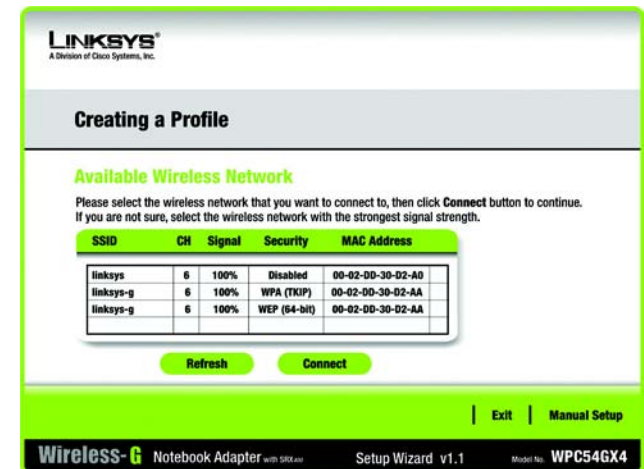 LINKSYS®
A Division of Cisco Systems, Inc.
Creating a Profile
Available Wireless Network
Please select the wireless network that you want to connect to, then click Connect button to continue.
If you are not sure, select the wireless network with the strongest signal strength.
SSID CH Signal Security MAC Address
linksys 6 100% Disabled 00-02-DD-30-D2-A0
linksys-g 6 100% WPA (TKIP) 00-02-DD-30-D2-AA
linksys-g 6 100% WEP (64-bit) 00-02-DD-30-D2-AA
Refresh Connect
Exit Manual Setup
Wireless-G Notebook Adapter with SRX400 Setup Wizard v1.1 Model No. WPC54GX4